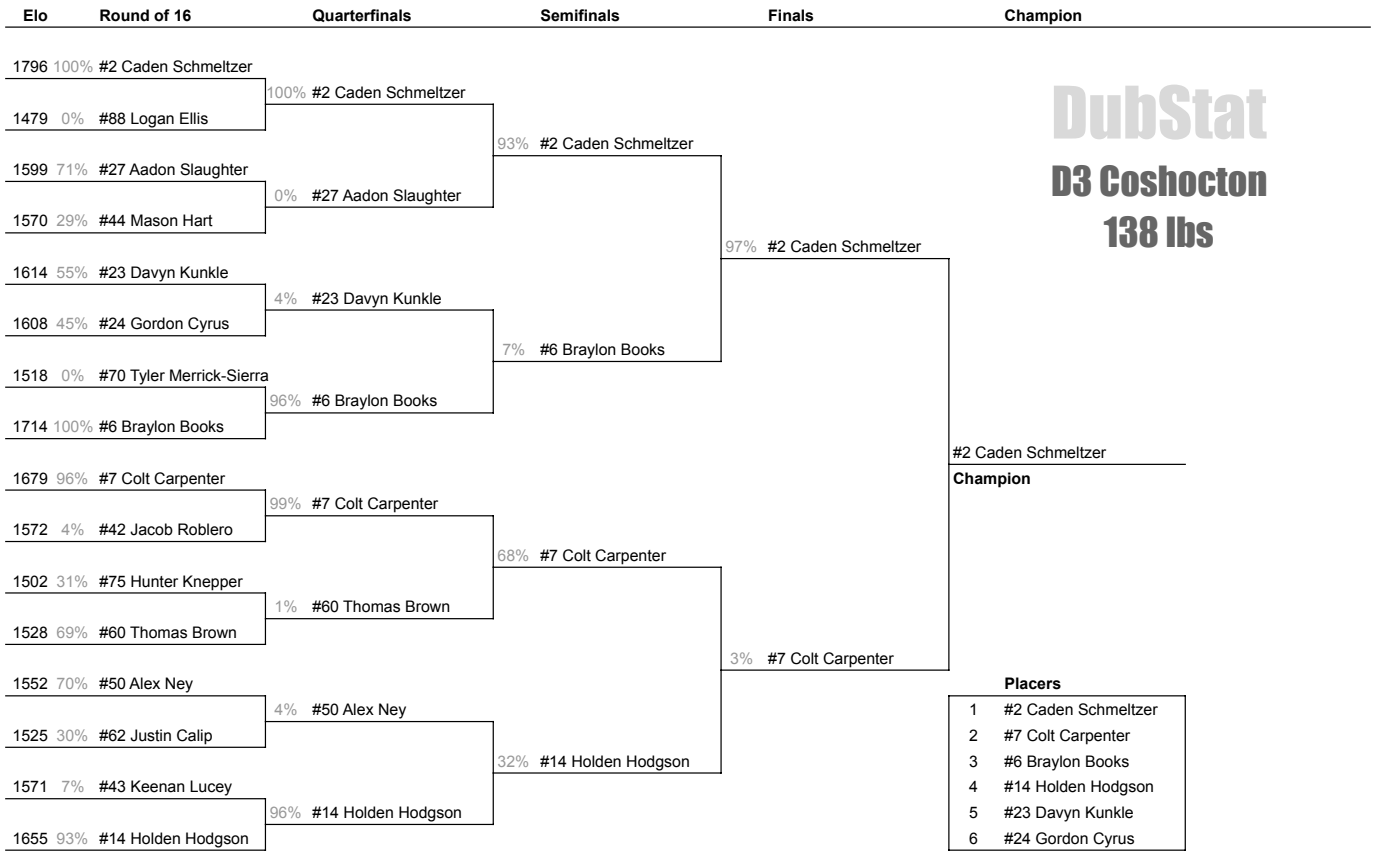 Elo Round of 16 Quarterfinals Semifinals Finals Champion
1796 100% #2 Caden Schmeltzer
100% #2 Caden Schmeltzer
1479 0% #88 Logan Ellis
93% #2 Caden Schmeltzer
1599 71% #27 Aadon Slaughter
0% #27 Aadon Slaughter
1570 29% #44 Mason Hart
97% #2 Caden Schmeltzer
1614 55% #23 Davyn Kunkle
4% #23 Davyn Kunkle
1608 45% #24 Gordon Cyrus
7% #6 Braylon Books
1518 0% #70 Tyler Merrick-Sierra
96% #6 Braylon Books
1714 100% #6 Braylon Books
#2 Caden Schmeltzer
Champion
1679 96% #7 Colt Carpenter
99% #7 Colt Carpenter
1572 4% #42 Jacob Roblero
68% #7 Colt Carpenter
1502 31% #75 Hunter Knepper
1% #60 Thomas Brown
1528 69% #60 Thomas Brown
3% #7 Colt Carpenter
1552 70% #50 Alex Ney
4% #50 Alex Ney
1525 30% #62 Justin Calip
32% #14 Holden Hodgson
1571 7% #43 Keenan Lucey
96% #14 Holden Hodgson
1655 93% #14 Holden Hodgson
DubStat
D3 Coshocton
138 lbs
Placers
1 #2 Caden Schmeltzer
2 #7 Colt Carpenter
3 #6 Braylon Books
4 #14 Holden Hodgson
5 #23 Davyn Kunkle
6 #24 Gordon Cyrus